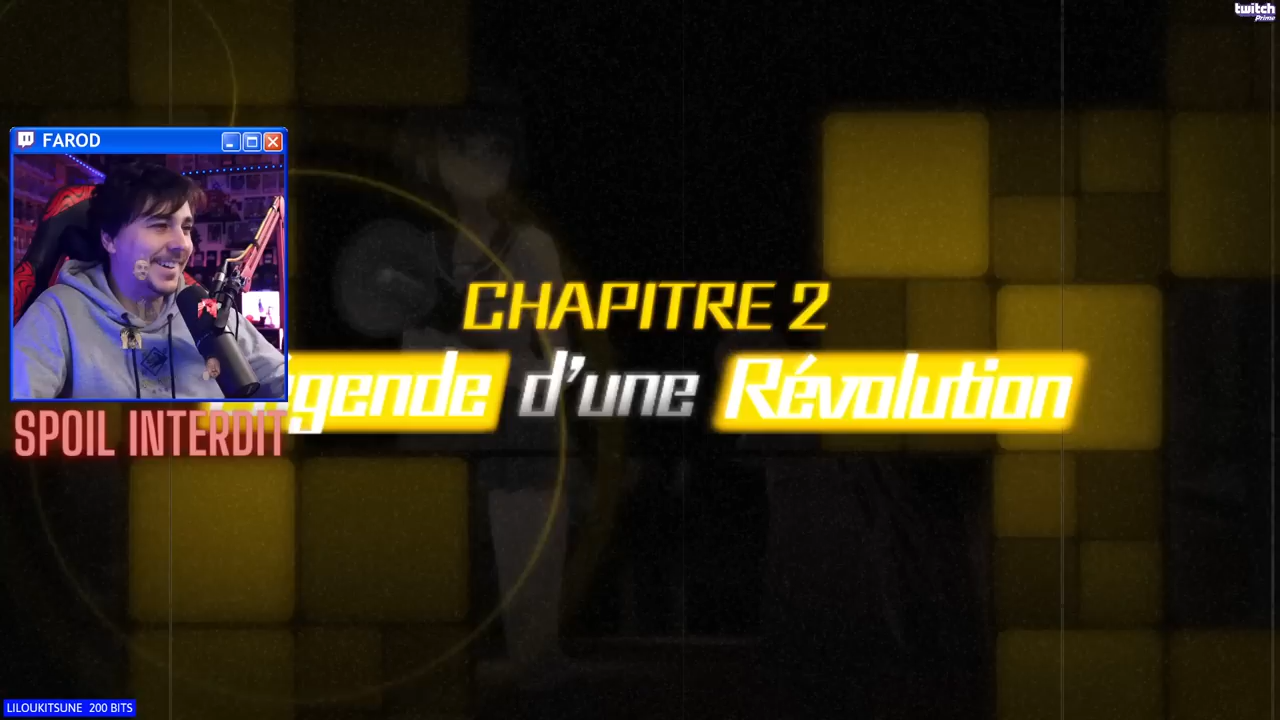 twitch
Prime
FAROD
CHAPITRE 2
gende d'une Révolution
SPOIL INTERDIT
LILOUKITSUNE 200 BITS